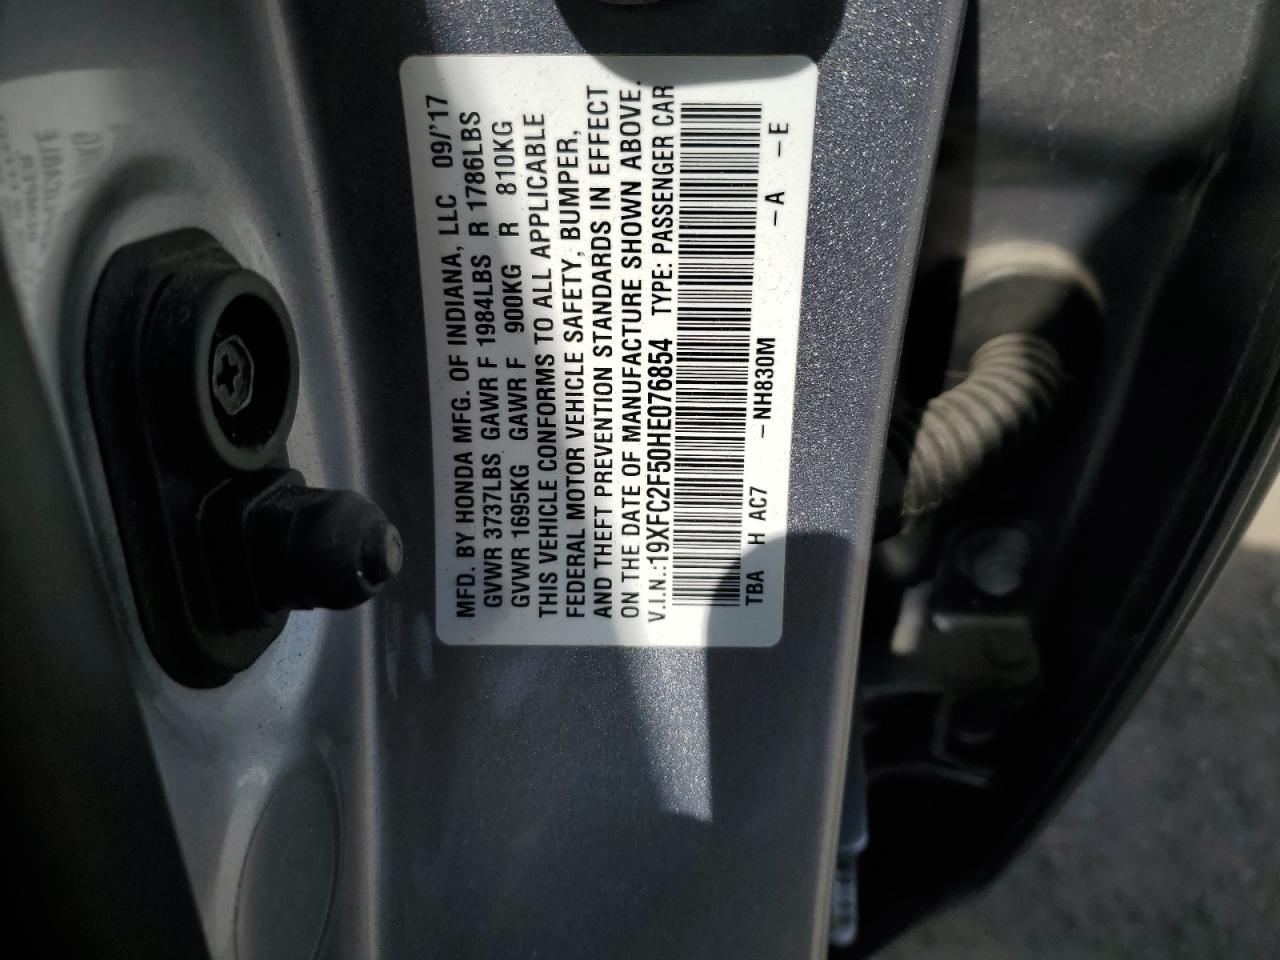 MFD. BY HONDA MFG. OF INDIANA, LLC 09/'17
GVWR 3737LBS GAWR F 1984LBS R 1786LBS
GVWR 1695KG GAWR F 900KG R 810KG
THIS VEHICLE CONFORMS TO ALL APPLICABLE
FEDERAL MOTOR VEHICLE SAFETY, BUMPER,
AND THEFT PREVENTION STANDARDS IN EFFECT
ON THE DATE OF MANUFACTURE SHOWN ABOVE.
V.I.N.:19XFC2F50HE076854 TYPE: PASSENGER CAR
TBA H AC7 -NH830M -A -E